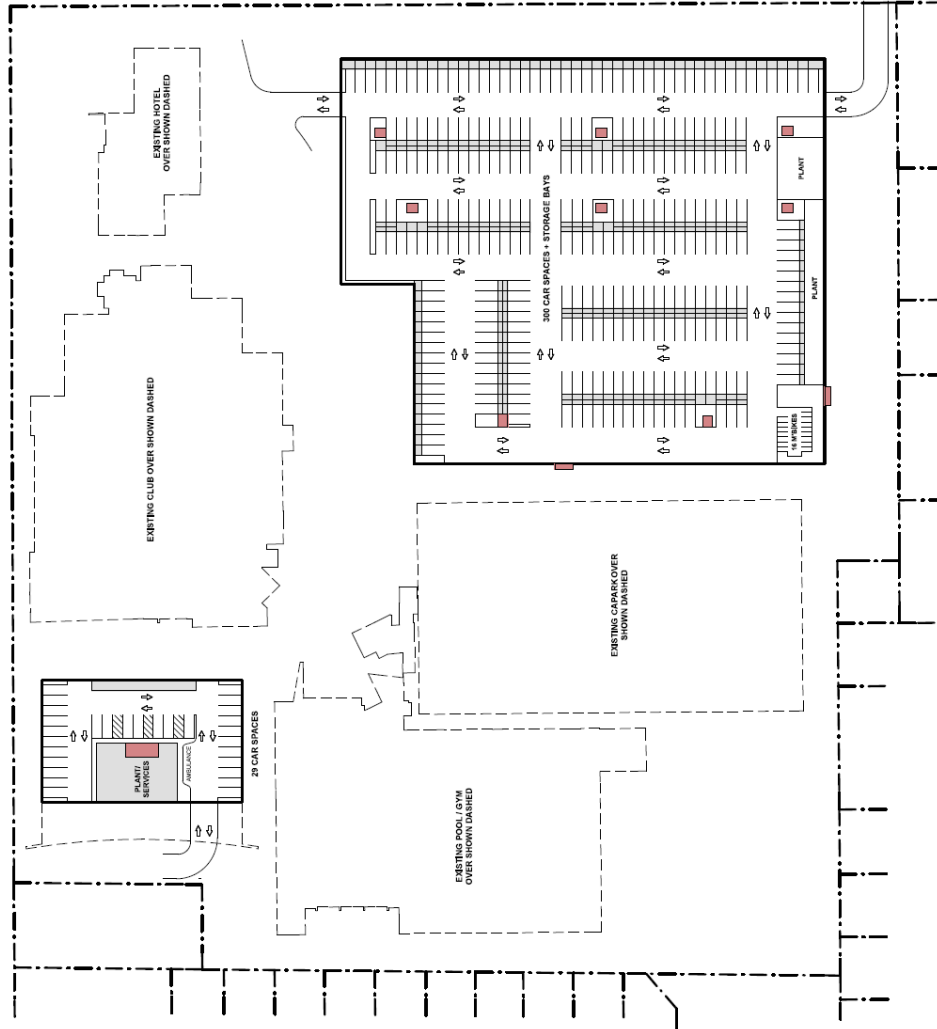 EXISTING HOTEL
OVER SHOWN DASHED
PLANT
300 CAR SPACES + STORAGE BAYS
PLANT
EXISTING CLUB OVER SHOWN DASHED
16 M'BIKES
EXISTING CAPARK OVER
SHOWN DASHED
29 CAR SPACES
AMBULANCE
PLANT/
SERVICES
EXISTING POOL / GYM
OVER SHOWN DASHED